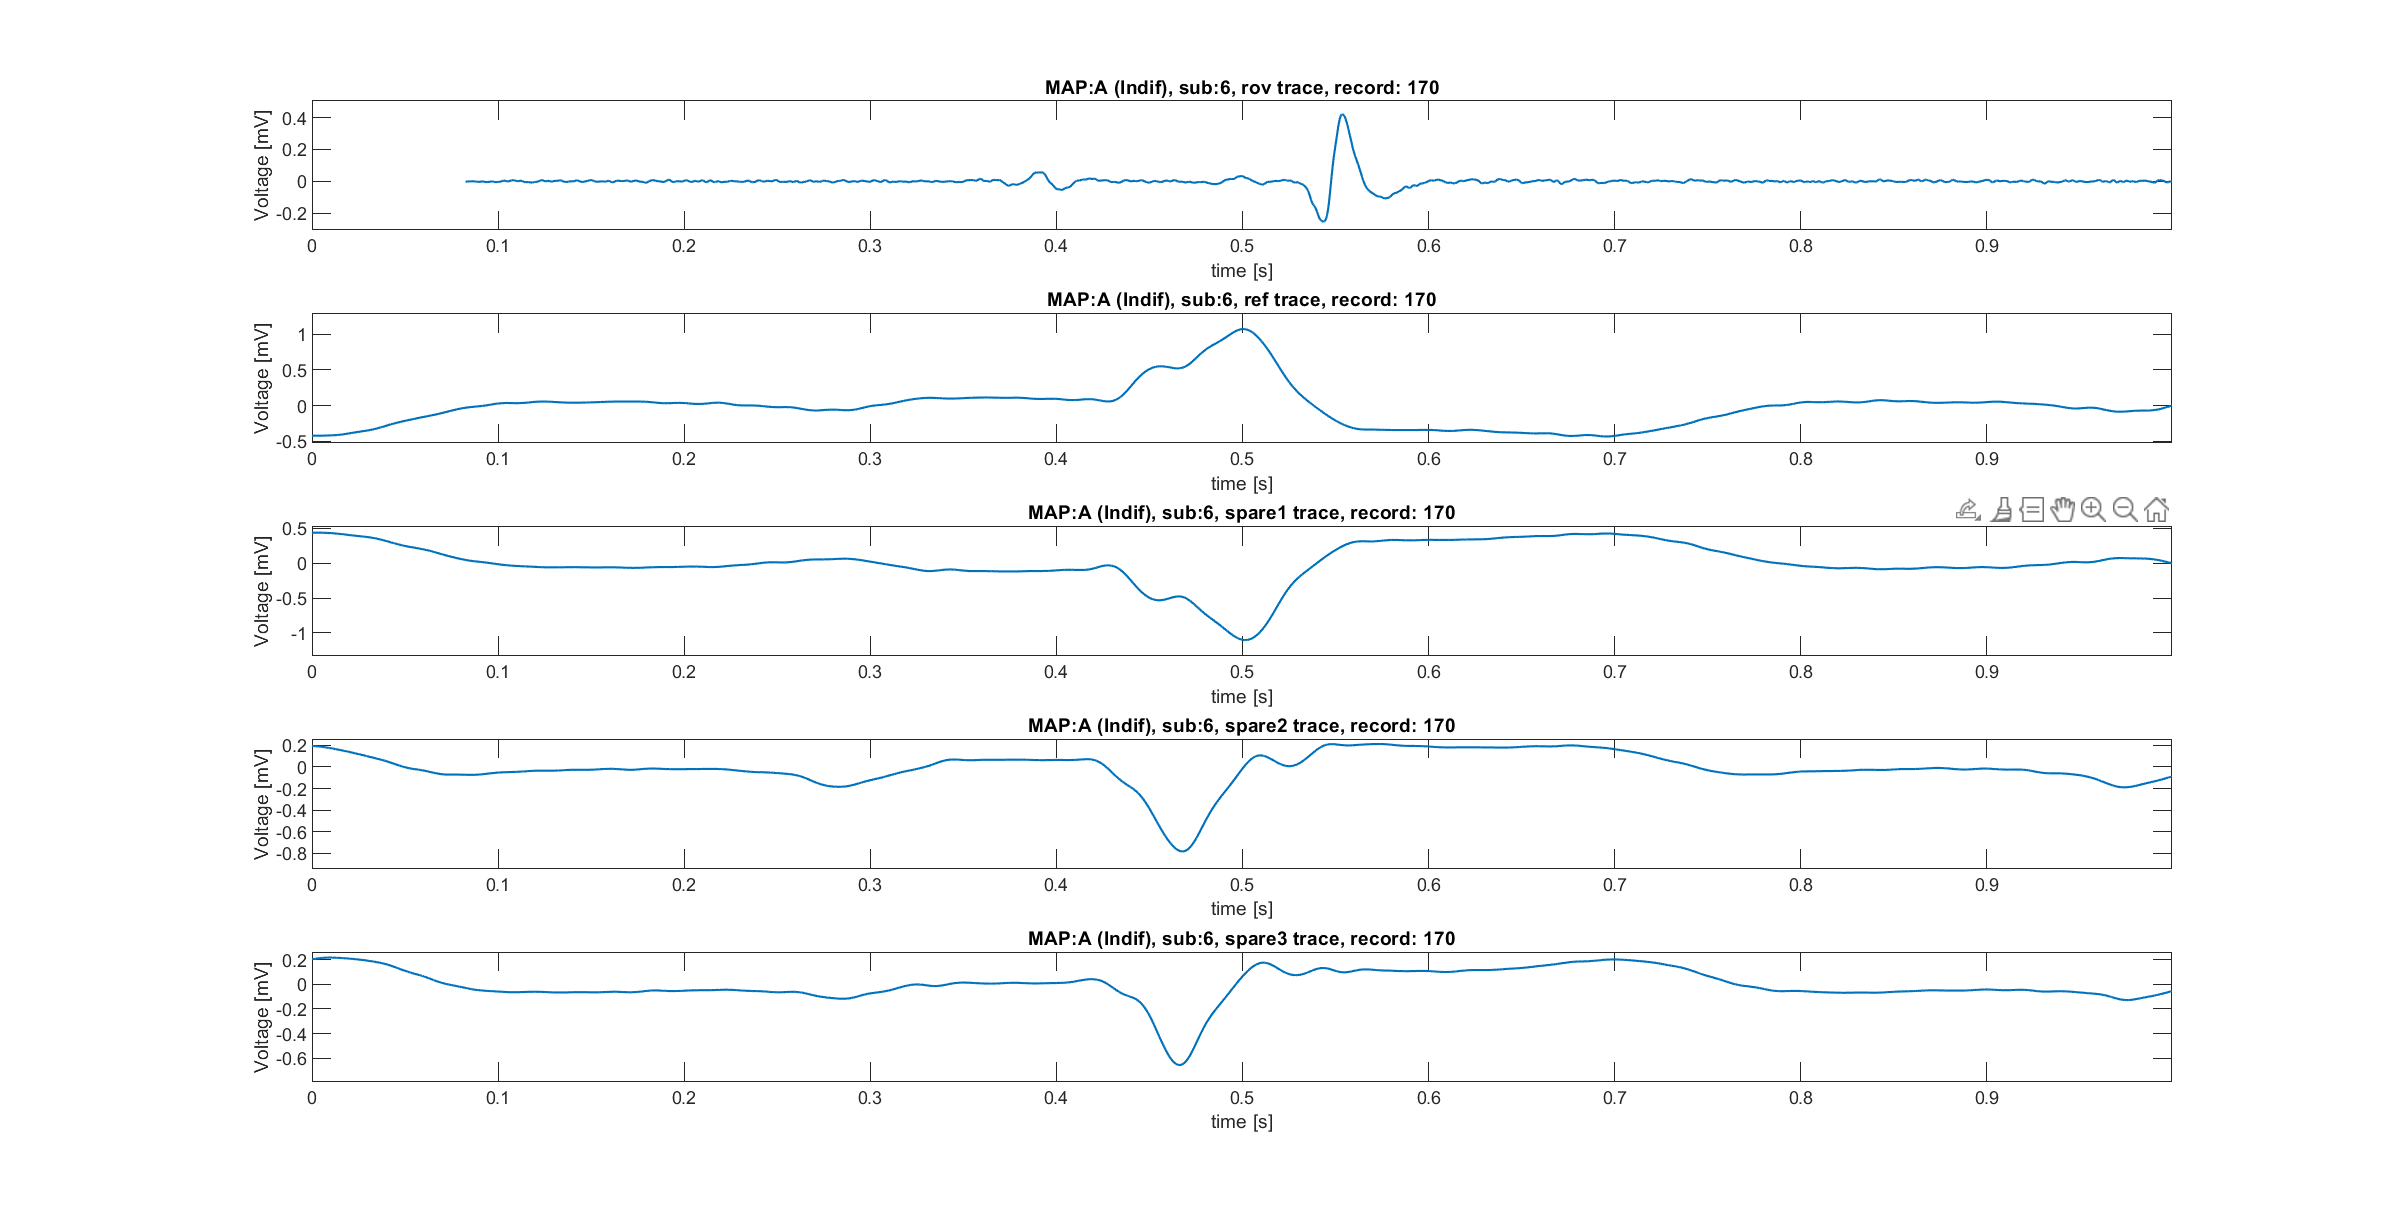 MAP:A (Indif), sub:6, rov trace, record: 170
Voltage [mV]
0.4
0.2
0
-0.2
0 0.1 0.2 0.3 0.4 0.5 0.6 0.7 0.8 0.9
time [s]
MAP:A (Indif), sub:6, ref trace, record: 170
Voltage [mV]
1
0.5
0
-0.5
0 0.1 0.2 0.3 0.4 0.5 0.6 0.7 0.8 0.9
time [s]
MAP:A (Indif), sub:6, spare1 trace, record: 170
Voltage [mV]
0.5
0
-0.5
-1
0 0.1 0.2 0.3 0.4 0.5 0.6 0.7 0.8 0.9
time [s]
MAP:A (Indif), sub:6, spare2 trace, record: 170
Voltage [mV]
0.2
0
-0.2
-0.4
-0.6
-0.8
0 0.1 0.2 0.3 0.4 0.5 0.6 0.7 0.8 0.9
time [s]
MAP:A (Indif), sub:6, spare3 trace, record: 170
Voltage [mV]
0.2
0
-0.2
-0.4
-0.6
0 0.1 0.2 0.3 0.4 0.5 0.6 0.7 0.8 0.9
time [s]